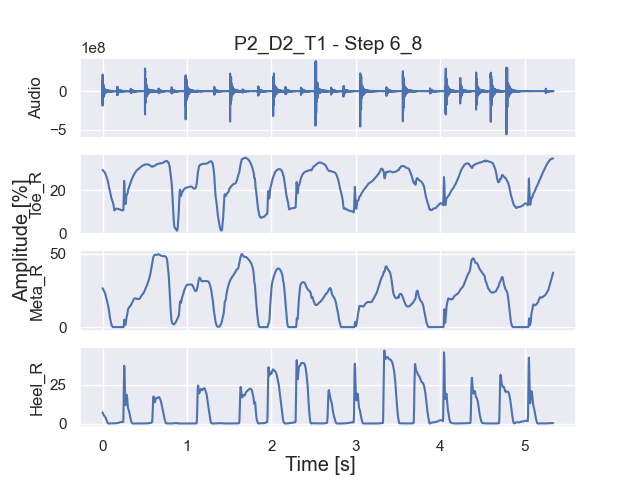 P2_D2_T1 - Step 6_8
1e8
Audio
0
−5
Amplitude [%]
Toe_R
20
0
Meta_R
50
0
Heel_R
25
0
0 1 2 3 4 5
Time [s]